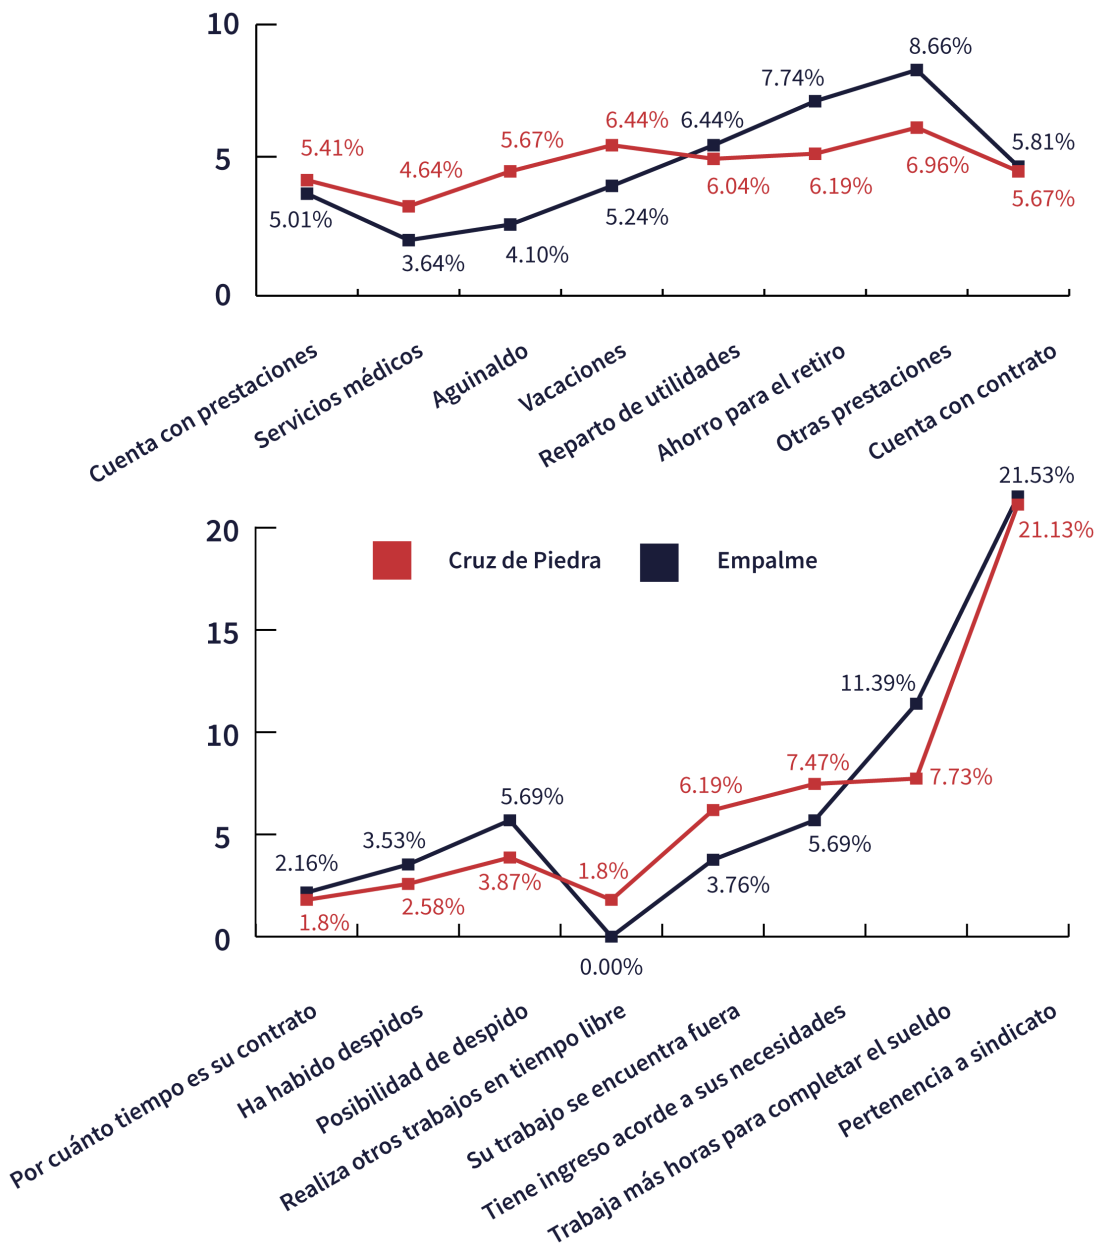 10
8.66%
7.74%
6.44%
6.44%
5.81%
5.67%
5.41%
5
4.64%
6.96%
6.04%
6.19%
5.67%
5.01%
5.24%
4.10%
3.64%
0
Cuenta con prestaciones
Servicios médicos
Aguinaldo
Vacaciones
Reparto de utilidades
Ahorro para el retiro
Otras prestaciones
Cuenta con contrato
21.53%
20
21.13%
Cruz de Piedra
Empalme
15
11.39%
10
7.47%
7.73%
6.19%
5.69%
5
3.53%
5.69%
2.16%
1.8%
3.87%
3.76%
2.58%
1.8%
0
0.00%
Por cuánto tiempo es su contrato
Ha habido despidos
Posibilidad de despido
Realiza otros trabajos en tiempo libre
Su trabajo se encuentra fuera
Tiene ingreso acorde a sus necesidades
Trabaja más horas para completar el sueldo
Pertenencia a sindicato